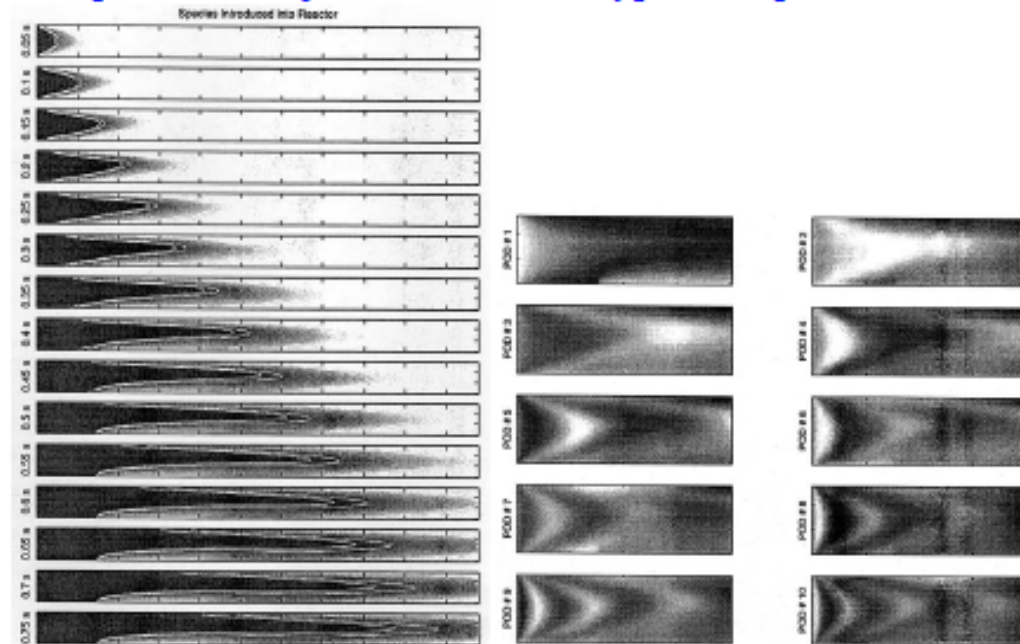 Species Introduced into Reactor
0.05 s
0.1 s
0.15 s
0.2 s
0.25 s
0.3 s
0.35 s
0.4 s
0.45 s
0.5 s
0.55 s
0.6 s
0.65 s
0.7 s
0.75 s
POD # 1
POD # 2
POD # 3
POD # 4
POD # 5
POD # 6
POD # 7
POD # 8
POD # 9
POD # 10